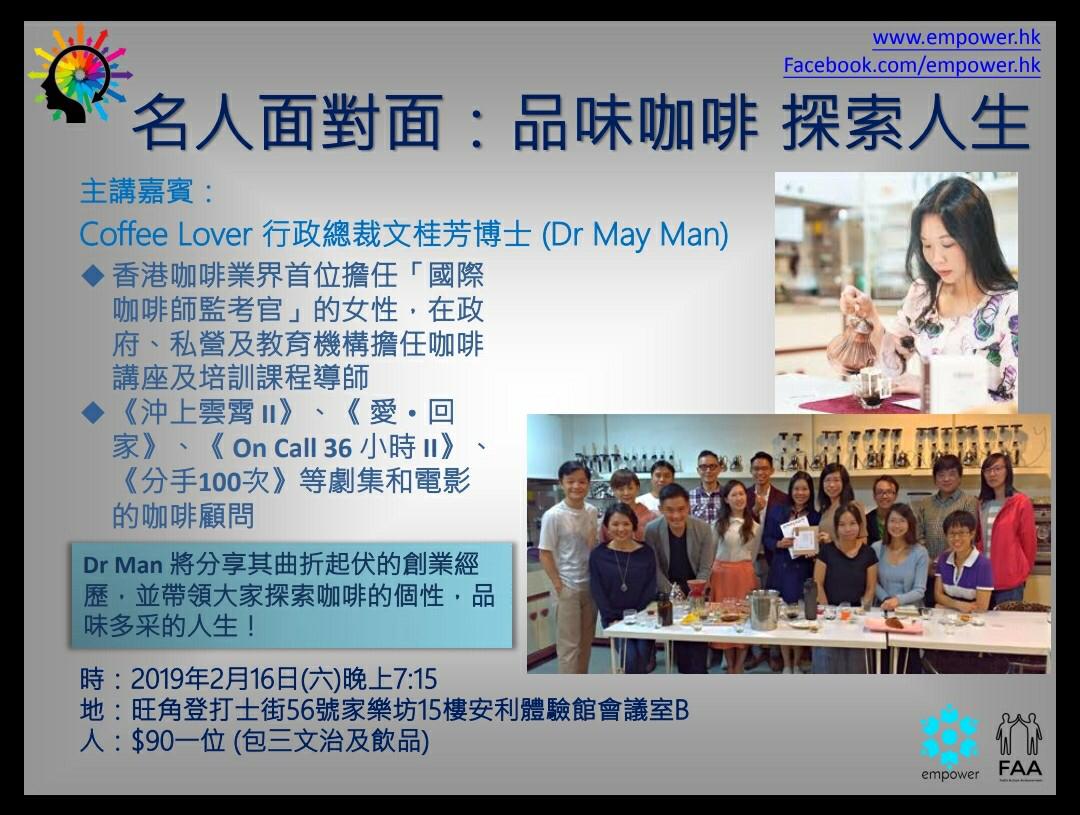 www.empower.hk
Facebook.com/empower.hk
名人面對面：品味咖啡 探索人生
主講嘉賓：
Coffee Lover 行政總裁文桂芳博士 (Dr May Man)
◆ 香港咖啡業界首位擔任「國際
咖啡師監考官」的女性，在政
府、私營及教育機構擔任咖啡
講座及培訓課程導師
◆ 《沖上雲霄 II》、《 愛・回
家》、《 On Call 36 小時 II》、
《分手100次》等劇集和電影
的咖啡顧問
Dr Man 將分享其曲折起伏的創業經
歷，並帶領大家探索咖啡的個性，品
味多采的人生！
時：2019年2月16日(六)晚上7:15
地：旺角登打士街56號家樂坊15樓安利體驗館會議室B
人：$90一位 (包三文治及飲品)
empower
FAA